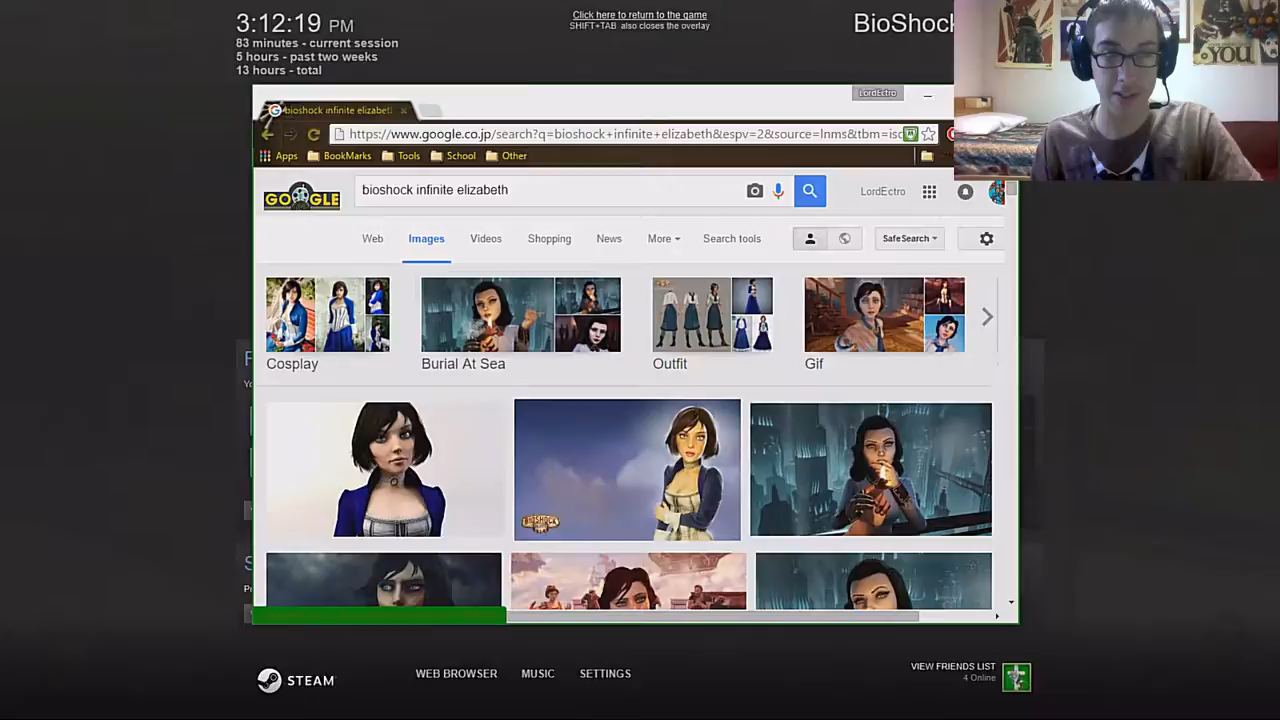 3:12:19 PM
83 minutes - current session
5 hours - past two weeks
13 hours - total
Click here to return to the game
SHIFT+TAB also closes the overlay
BioShock
YOU
LordEctro
bioshock infinite elizabet
https://www.google.co.jp/search?q=bioshock+infinite+elizabeth&espv=2&source=lnms&tbm=isc
Apps BookMarks Tools School Other
GOOGLE
bioshock infinite elizabeth
LordEctro
Web Images Videos Shopping News More Search tools SafeSearch
Cosplay Burial At Sea Outfit Gif
BIOSHOCK
STEAM
WEB BROWSER MUSIC SETTINGS
VIEW FRIENDS LIST
4 Online